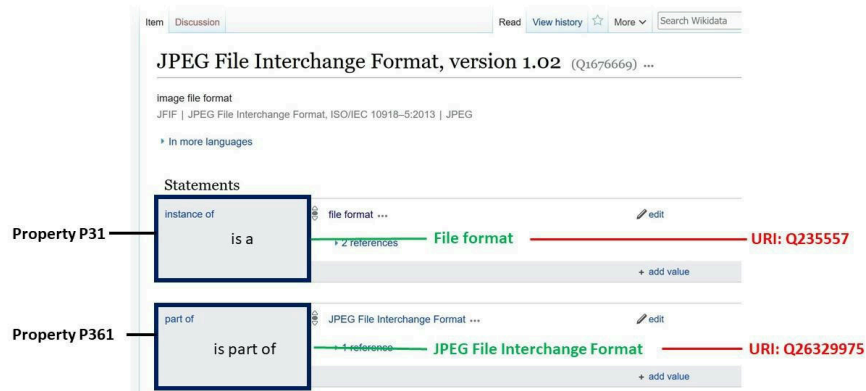 Item Discussion Read View history More Search Wikidata
JPEG File Interchange Format, version 1.02 (Q1676669) ...
image file format
JFIF | JPEG File Interchange Format, ISO/IEC 10918–5:2013 | JPEG
In more languages
Statements
instance of file format ... edit
Property P31 is a 2 references File format URI: Q235557
+ add value
part of JPEG File Interchange Format ... edit
Property P361 is part of 1 reference JPEG File Interchange Format URI: Q26329975
+ add value